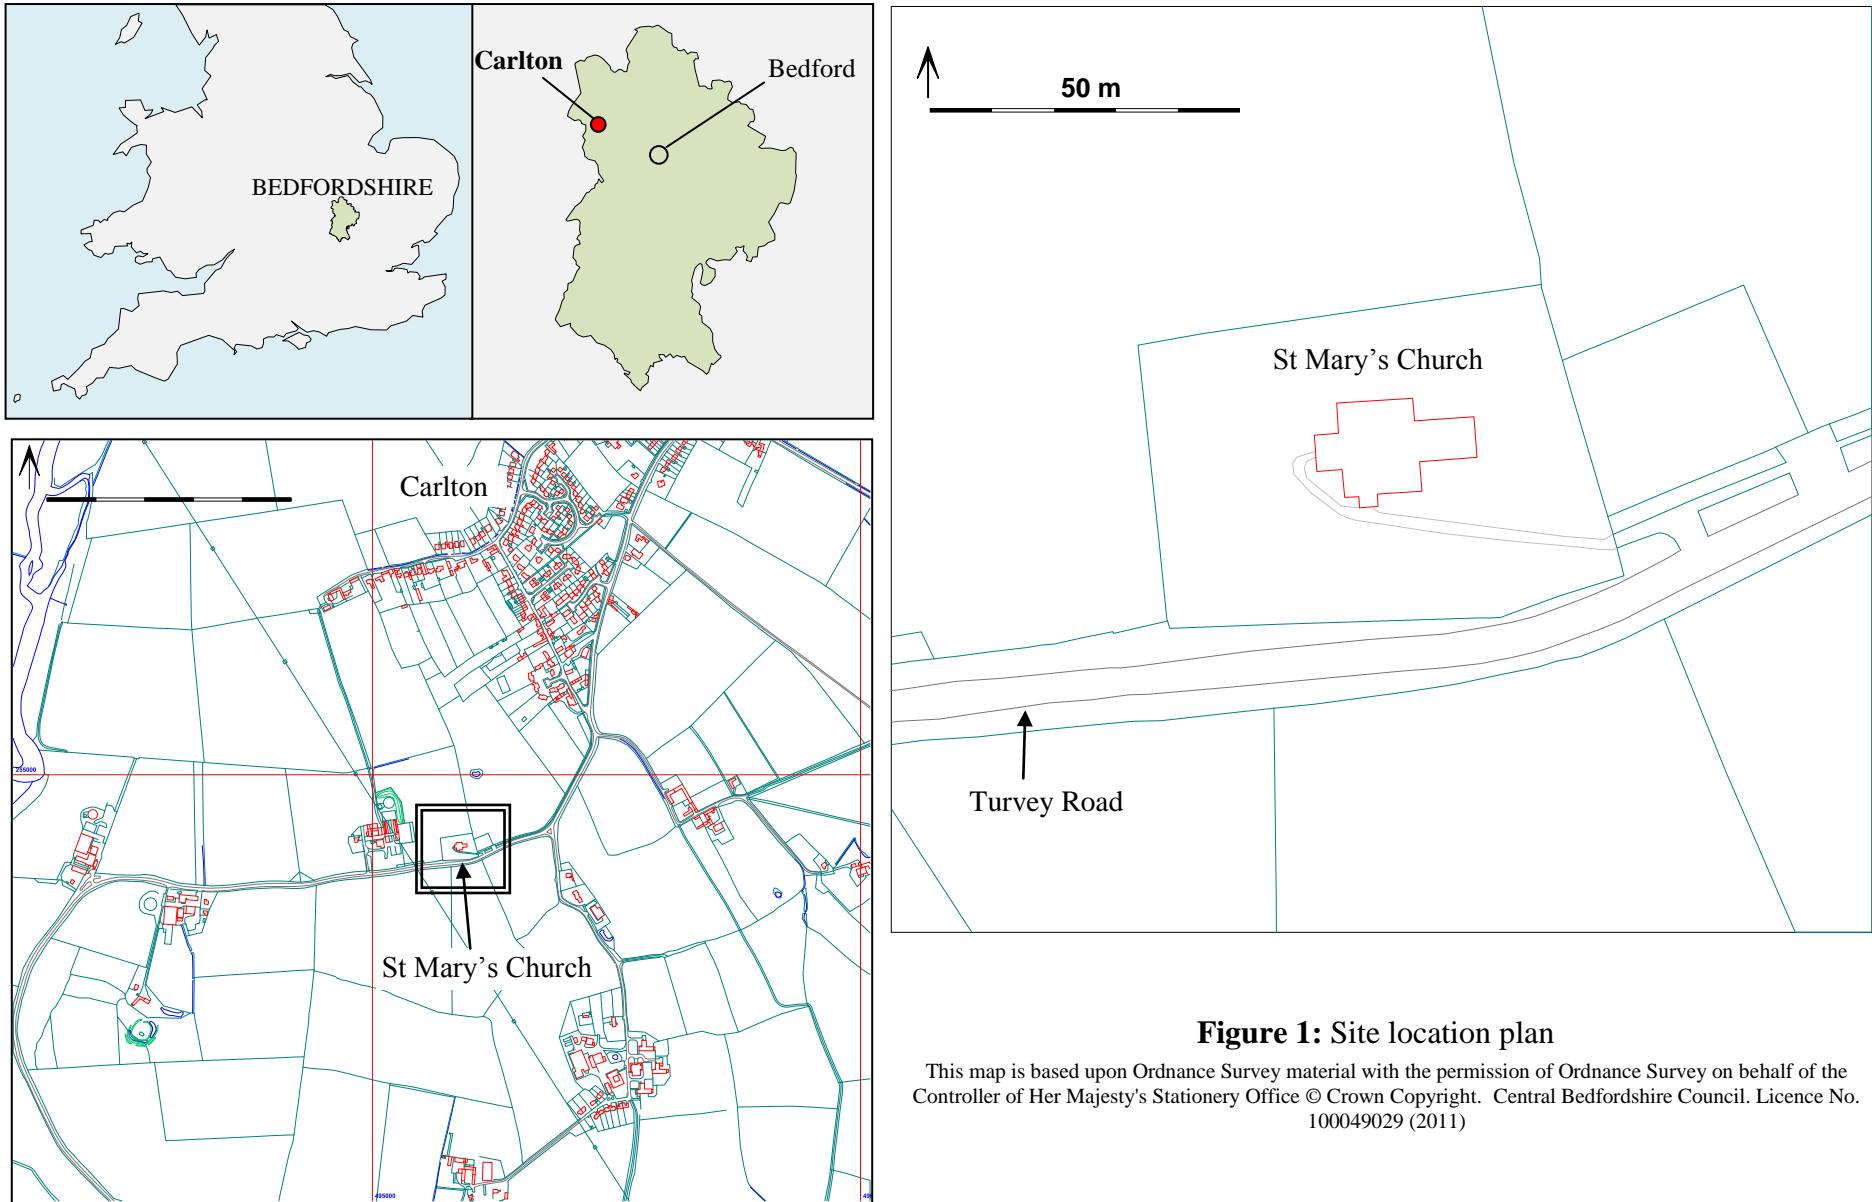 BEDFORDSHIRE
Carlton
Bedford
50 m
St Mary’s Church
Turvey Road
Carlton
255000
St Mary’s Church
495000
Figure 1: Site location plan
This map is based upon Ordnance Survey material with the permission of Ordnance Survey on behalf of the
Controller of Her Majesty's Stationery Office © Crown Copyright. Central Bedfordshire Council. Licence No.
100049029 (2011)